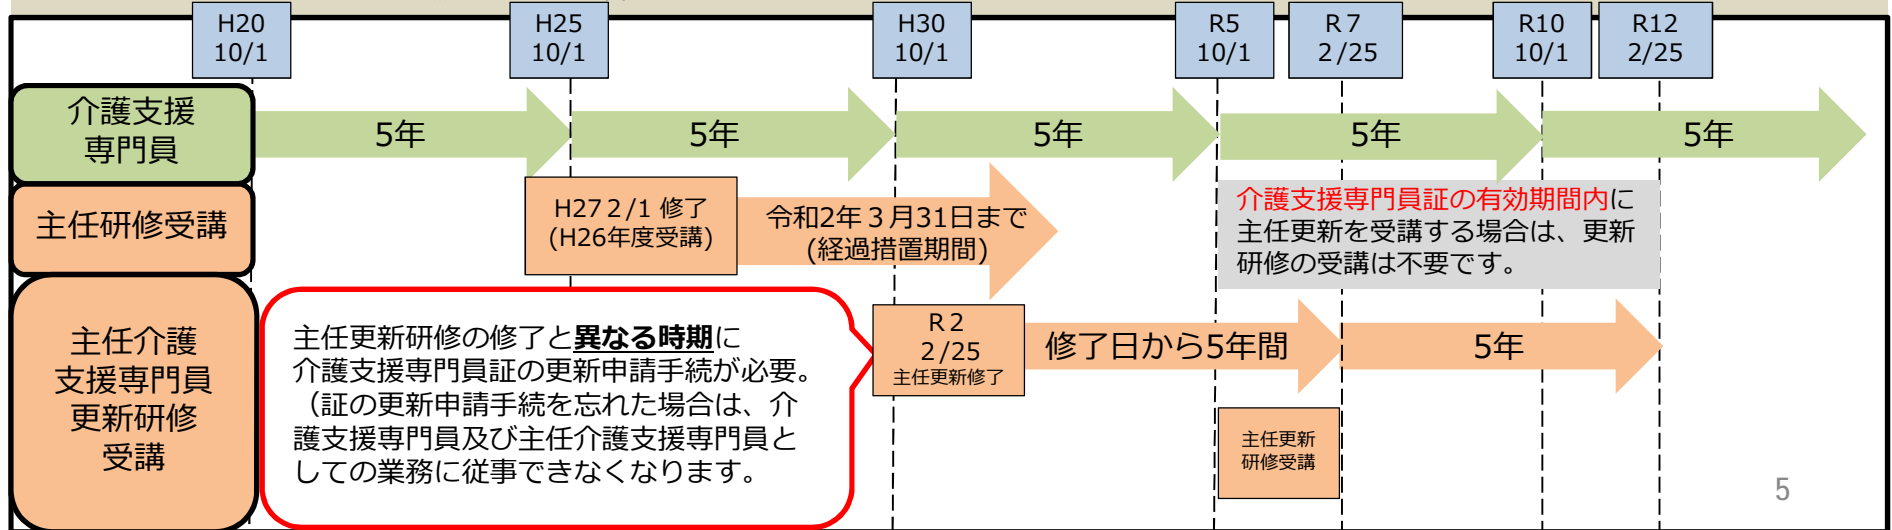 H20
10/1
H25
10/1
H30
10/1
R5
10/1
R７
２/25
R10
10/1
R12
2/25
介護支援
専門員
5年
5年
5年
5年
5年
主任研修受講
H27２/1 修了
(H26年度受講)
令和2年３月31日まで
(経過措置期間)
介護支援専門員証の有効期間内に
主任更新を受講する場合は、更新
研修の受講は不要です。
主任介護
支援専門員
更新研修
受講
主任更新研修の修了と異なる時期に
介護支援専門員証の更新申請手続が必要。
（証の更新申請手続を忘れた場合は、介
護支援専門員及び主任介護支援専門員と
しての業務に従事できなくなります。
R２
２/25
主任更新修了
修了日から5年間
5年
主任更新
研修受講
5